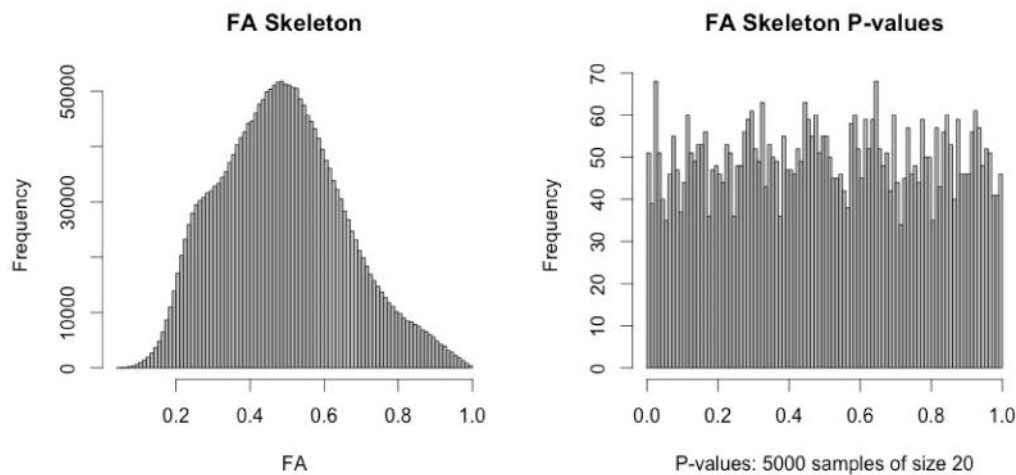 FA Skeleton
Frequency
50000
30000
10000
0
0.2 0.4 0.6 0.8 1.0
FA
FA Skeleton P-values
Frequency
70
60
50
40
30
20
10
0
0.0 0.2 0.4 0.6 0.8 1.0
P-values: 5000 samples of size 20